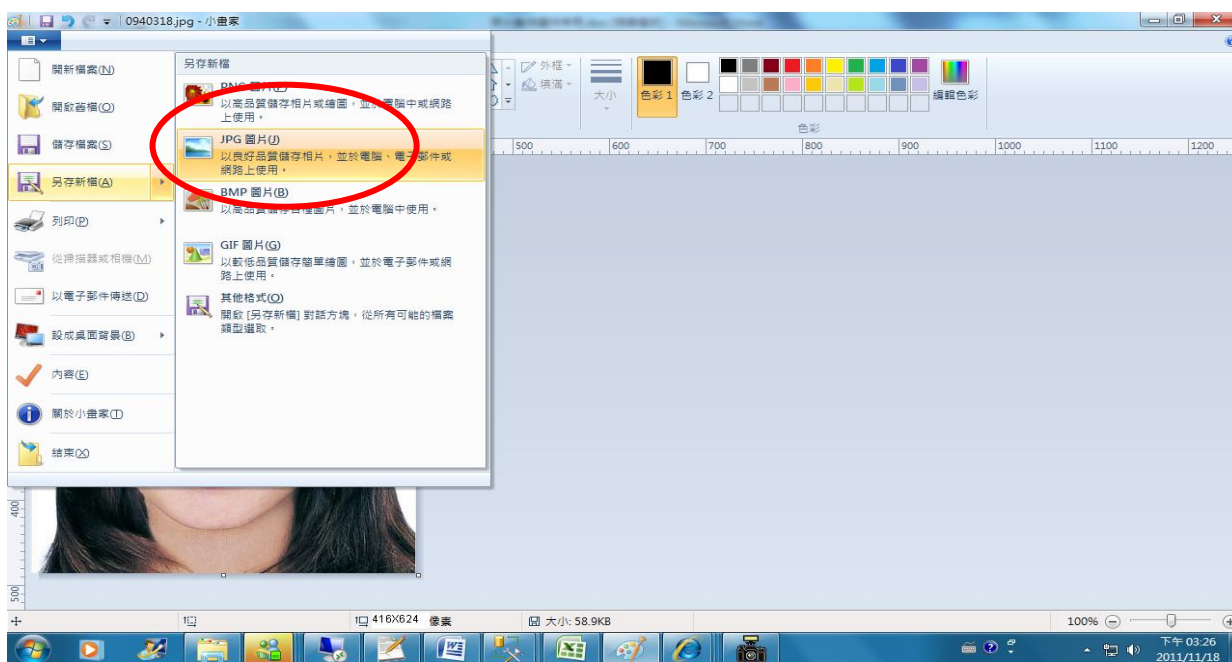 0940318.jpg - 小畫家
開新檔案(N)
開啟舊檔(O)
儲存檔案(S)
另存新檔(A)
列印(P)
從掃描器或相機(M)
以電子郵件傳送(D)
設成桌面背景(B)
內容(E)
關於小畫家(T)
結束(X)
另存新檔
PNG 圖片(P)
以高品質儲存相片或繪圖,並於電腦中或網路
上使用。
JPG 圖片(J)
以良好品質儲存相片,並於電腦、電子郵件或
網路上使用。
BMP 圖片(B)
以高品質儲存各種圖片,並於電腦中使用。
GIF 圖片(G)
以較低品質儲存簡單繪圖,並於電子郵件或網
路上使用。
其他格式(O)
開啟 [另存新檔] 對話方塊,從所有可能的檔案
類型選取。
外框
填滿
大小
色彩 1
色彩 2
編輯色彩
色彩
500 600 700 800 900 1000 1100 1200
400
500
416X624 像素
大小: 58.9KB
100%
下午 03:26
2011/11/18